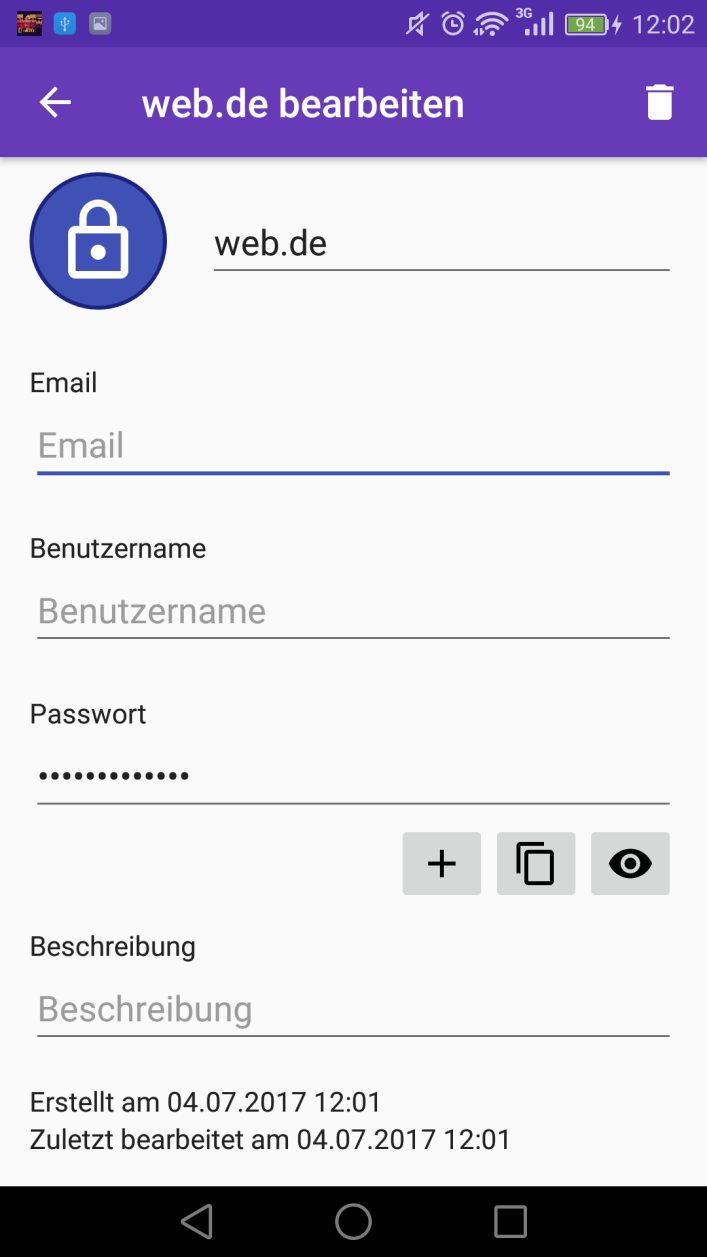 3G 94 12:02
web.de bearbeiten
web.de
Email
Email
Benutzername
Benutzername
Passwort
•••••••••••••
Beschreibung
Beschreibung
Erstellt am 04.07.2017 12:01
Zuletzt bearbeitet am 04.07.2017 12:01